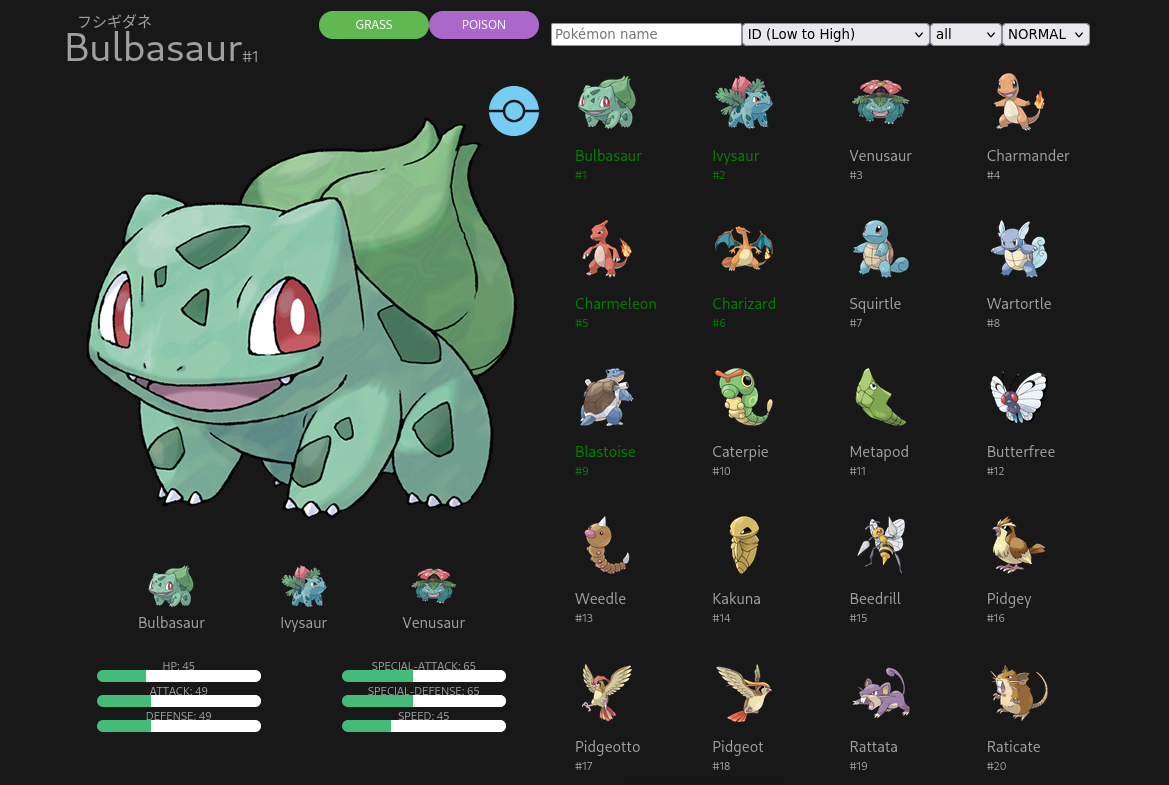 フシギダネ
Bulbasaur#1
GRASS
POISON
Pokémon name
ID (Low to High)
all
NORMAL
Bulbasaur
#1
Ivysaur
#2
Venusaur
#3
Charmander
#4
Charmeleon
#5
Charizard
#6
Squirtle
#7
Wartortle
#8
Blastoise
#9
Caterpie
#10
Metapod
#11
Butterfree
#12
Weedle
#13
Kakuna
#14
Beedrill
#15
Pidgey
#16
Pidgeotto
#17
Pidgeot
#18
Rattata
#19
Raticate
#20
Bulbasaur
Ivysaur
Venusaur
HP: 45
ATTACK: 49
DEFENSE: 49
SPECIAL-ATTACK: 65
SPECIAL-DEFENSE: 65
SPEED: 45